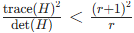 trace(H)² / det(H) < (r+1)² / r